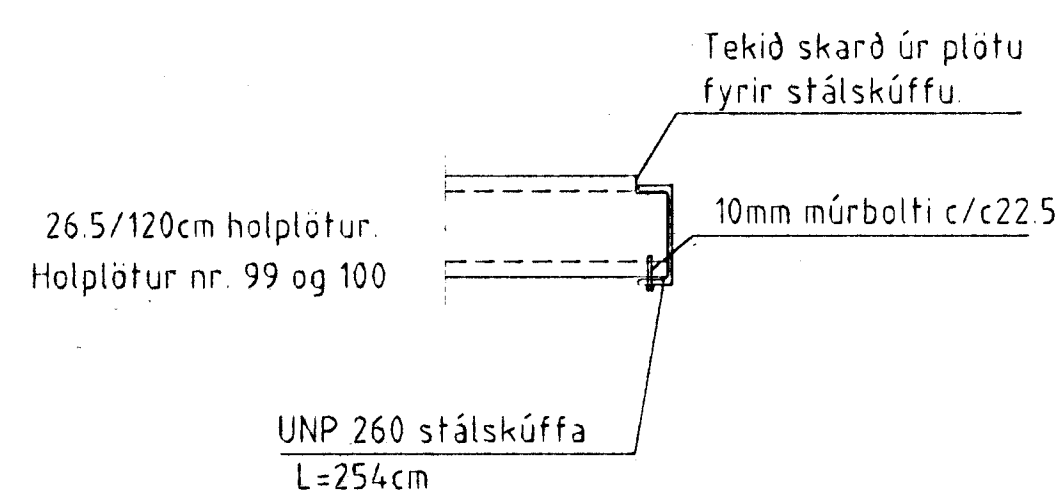 Tekið skarð úr plötu
fyrir stálskúffu.
10mm múrbolti c/c22.5
26.5/120cm holplötur.
Holplötur nr. 99 og 100
UNP 260 stálskúffa
L=254cm